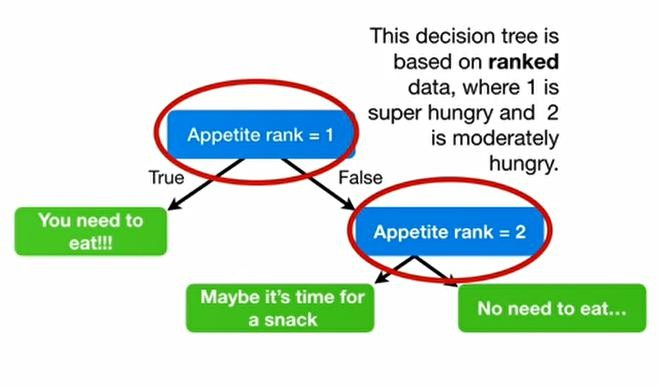 This decision tree is
based on ranked
data, where 1 is
super hungry and 2
is moderately
hungry.
Appetite rank = 1
True
False
You need to
eat!!!
Appetite rank = 2
Maybe it's time for
a snack
No need to eat...